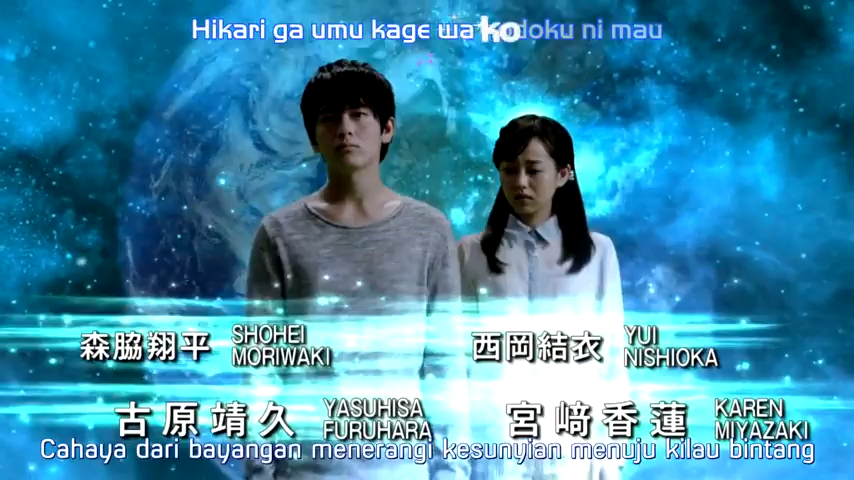 Hikari ga umu kage wa kodoku ni mau
森脇翔平 SHOHEI MORIWAKI
西岡結衣 YUI NISHIOKA
古原靖久 YASUHISA FURUHARA
宮﨑香蓮 KAREN MIYAZAKI
Cahaya dari bayangan menerangi kesunyian menuju kilau bintang